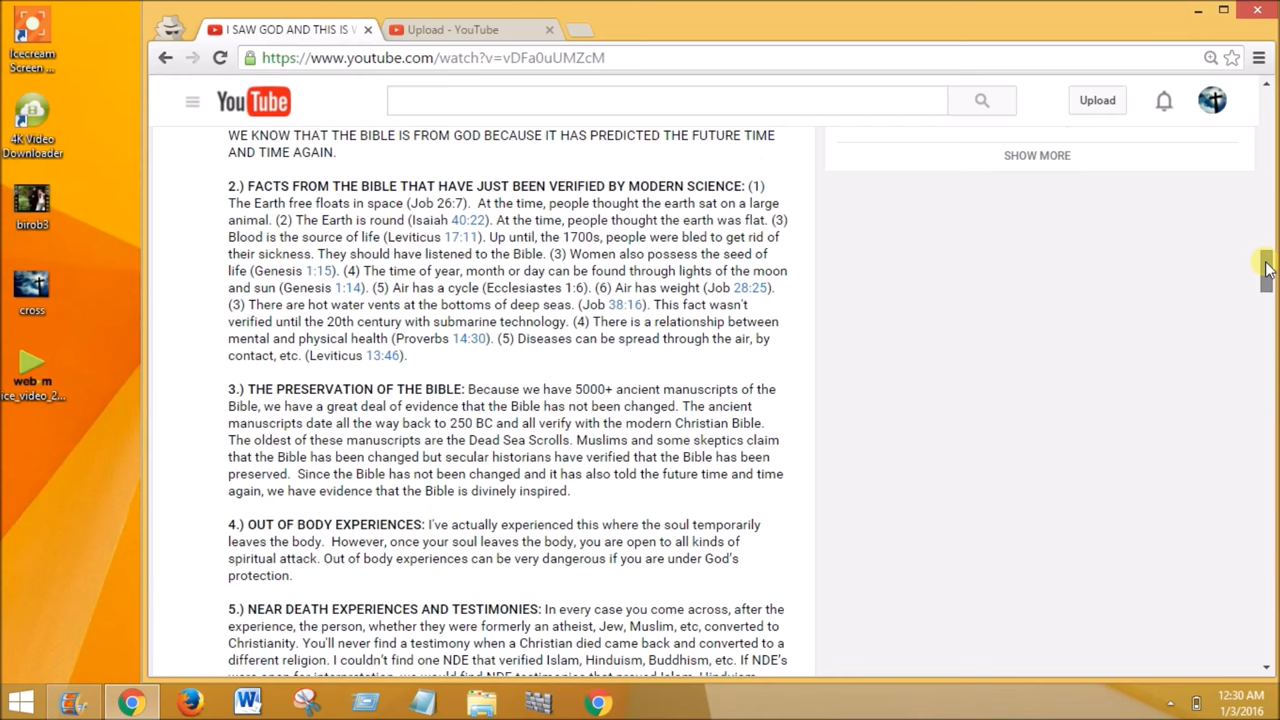 Icecream
Screen ...
4K Video
Downloader
birob3
cross
web m
ice_video_2...
I SAW GOD AND THIS IS
Upload - YouTube
https://www.youtube.com/watch?v=vDFa0uUMZcM
YouTube
Upload
WE KNOW THAT THE BIBLE IS FROM GOD BECAUSE IT HAS PREDICTED THE FUTURE TIME
AND TIME AGAIN.
SHOW MORE
2.) FACTS FROM THE BIBLE THAT HAVE JUST BEEN VERIFIED BY MODERN SCIENCE: (1)
The Earth free floats in space (Job 26:7).  At the time, people thought the earth sat on a large
animal. (2) The Earth is round (Isaiah 40:22). At the time, people thought the earth was flat. (3)
Blood is the source of life (Leviticus 17:11). Up until, the 1700s, people were bled to get rid of
their sickness. They should have listened to the Bible. (3) Women also possess the seed of
life (Genesis 1:15). (4) The time of year, month or day can be found through lights of the moon
and sun (Genesis 1:14). (5) Air has a cycle (Ecclesiastes 1:6). (6) Air has weight (Job 28:25).
(3) There are hot water vents at the bottoms of deep seas. (Job 38:16). This fact wasn't
verified until the 20th century with submarine technology. (4) There is a relationship between
mental and physical health (Proverbs 14:30). (5) Diseases can be spread through the air, by
contact, etc. (Leviticus 13:46).
3.) THE PRESERVATION OF THE BIBLE: Because we have 5000+ ancient manuscripts of the
Bible, we have a great deal of evidence that the Bible has not been changed. The ancient
manuscripts date all the way back to 250 BC and all verify with the modern Christian Bible.
The oldest of these manuscripts are the Dead Sea Scrolls. Muslims and some skeptics claim
that the Bible has been changed but secular historians have verified that the Bible has been
preserved.  Since the Bible has not been changed and it has also told the future time and time
again, we have evidence that the Bible is divinely inspired.
4.) OUT OF BODY EXPERIENCES: I've actually experienced this where the soul temporarily
leaves the body.  However, once your soul leaves the body, you are open to all kinds of
spiritual attack. Out of body experiences can be very dangerous if you are under God's
protection.
5.) NEAR DEATH EXPERIENCES AND TESTIMONIES: In every case you come across, after the
experience, the person, whether they were formerly an atheist, Jew, Muslim, etc, converted to
Christianity. You'll never find a testimony when a Christian died came back and converted to a
different religion. I couldn't find one NDE that verified Islam, Hinduism, Buddhism, etc. If NDE's
12:30 AM
1/3/2016